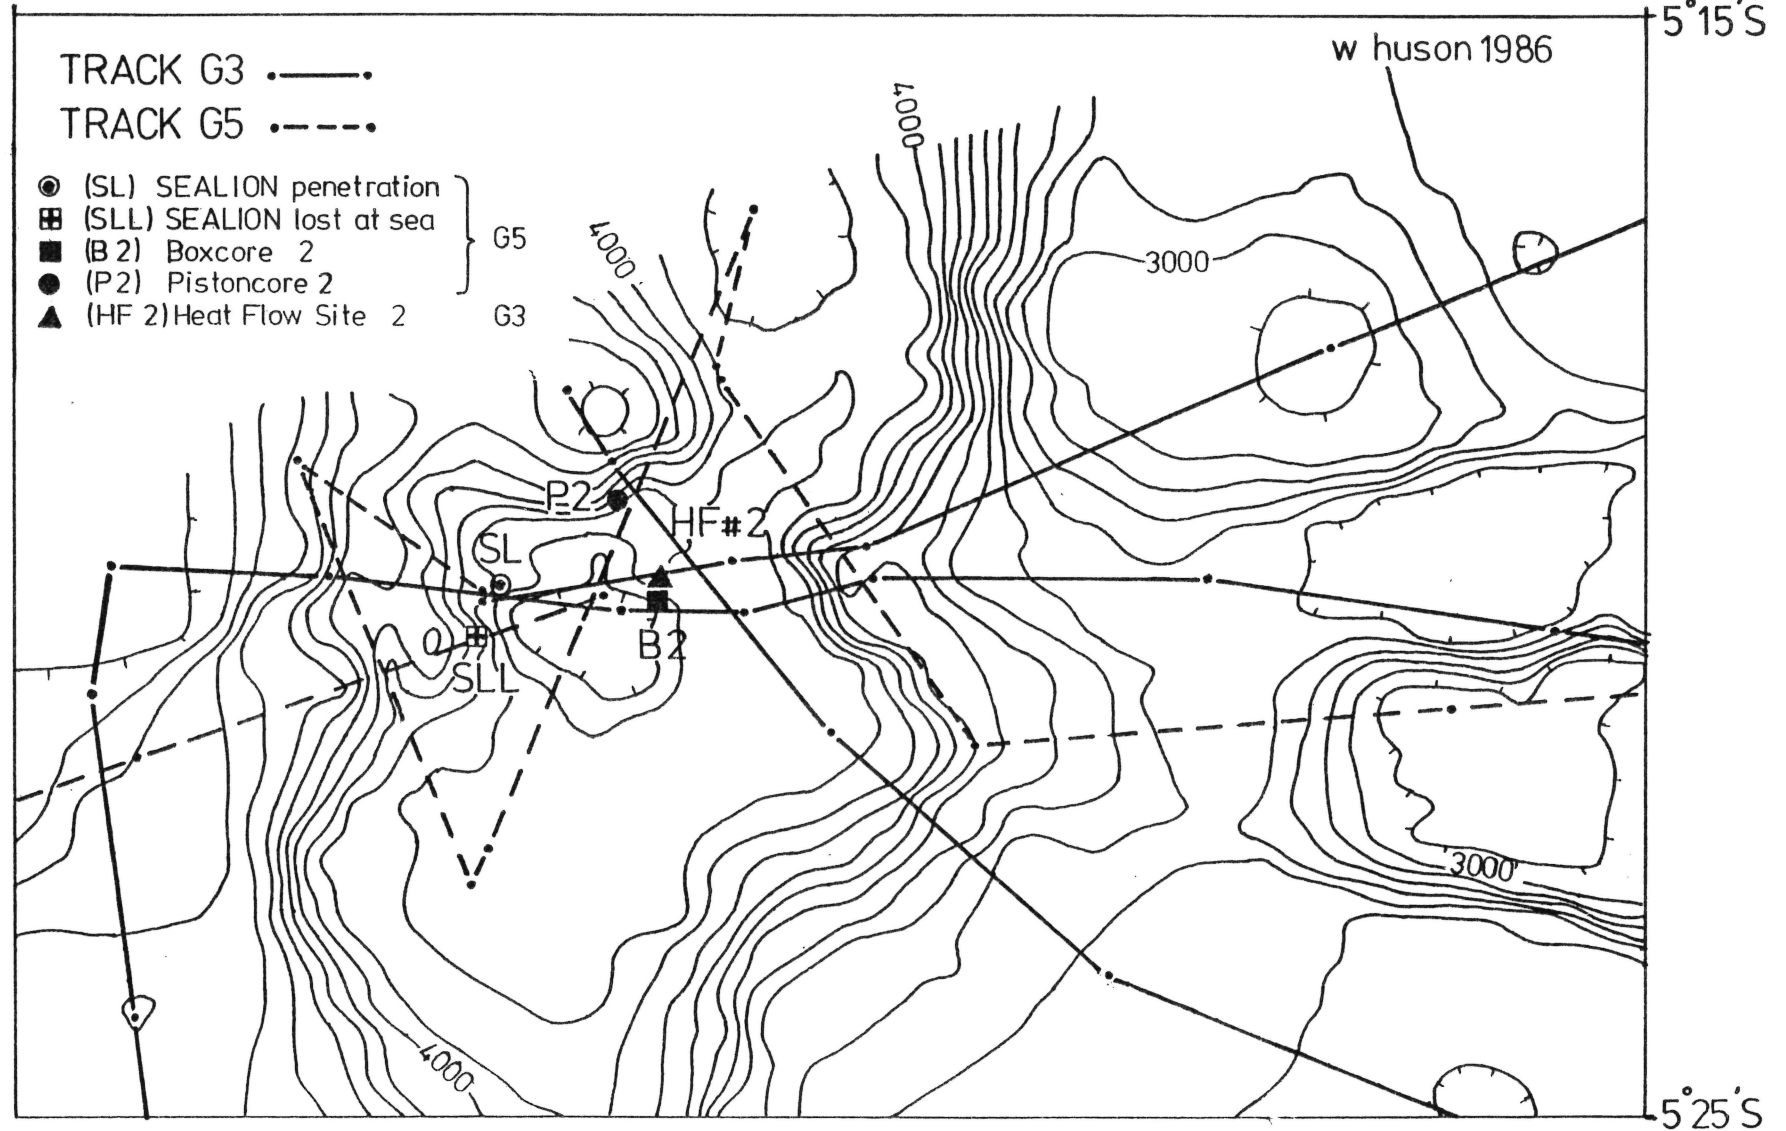 5°15'S
w huson 1986
TRACK G3
TRACK G5
(SL) SEALION penetration
(SLL) SEALION lost at sea
(B2) Boxcore 2
(P2) Pistoncore 2
G5
(HF 2) Heat Flow Site 2 G3
4000
4000
3000
P2
HF#2
SL
B2
SLL
3000
4000
5°25'S